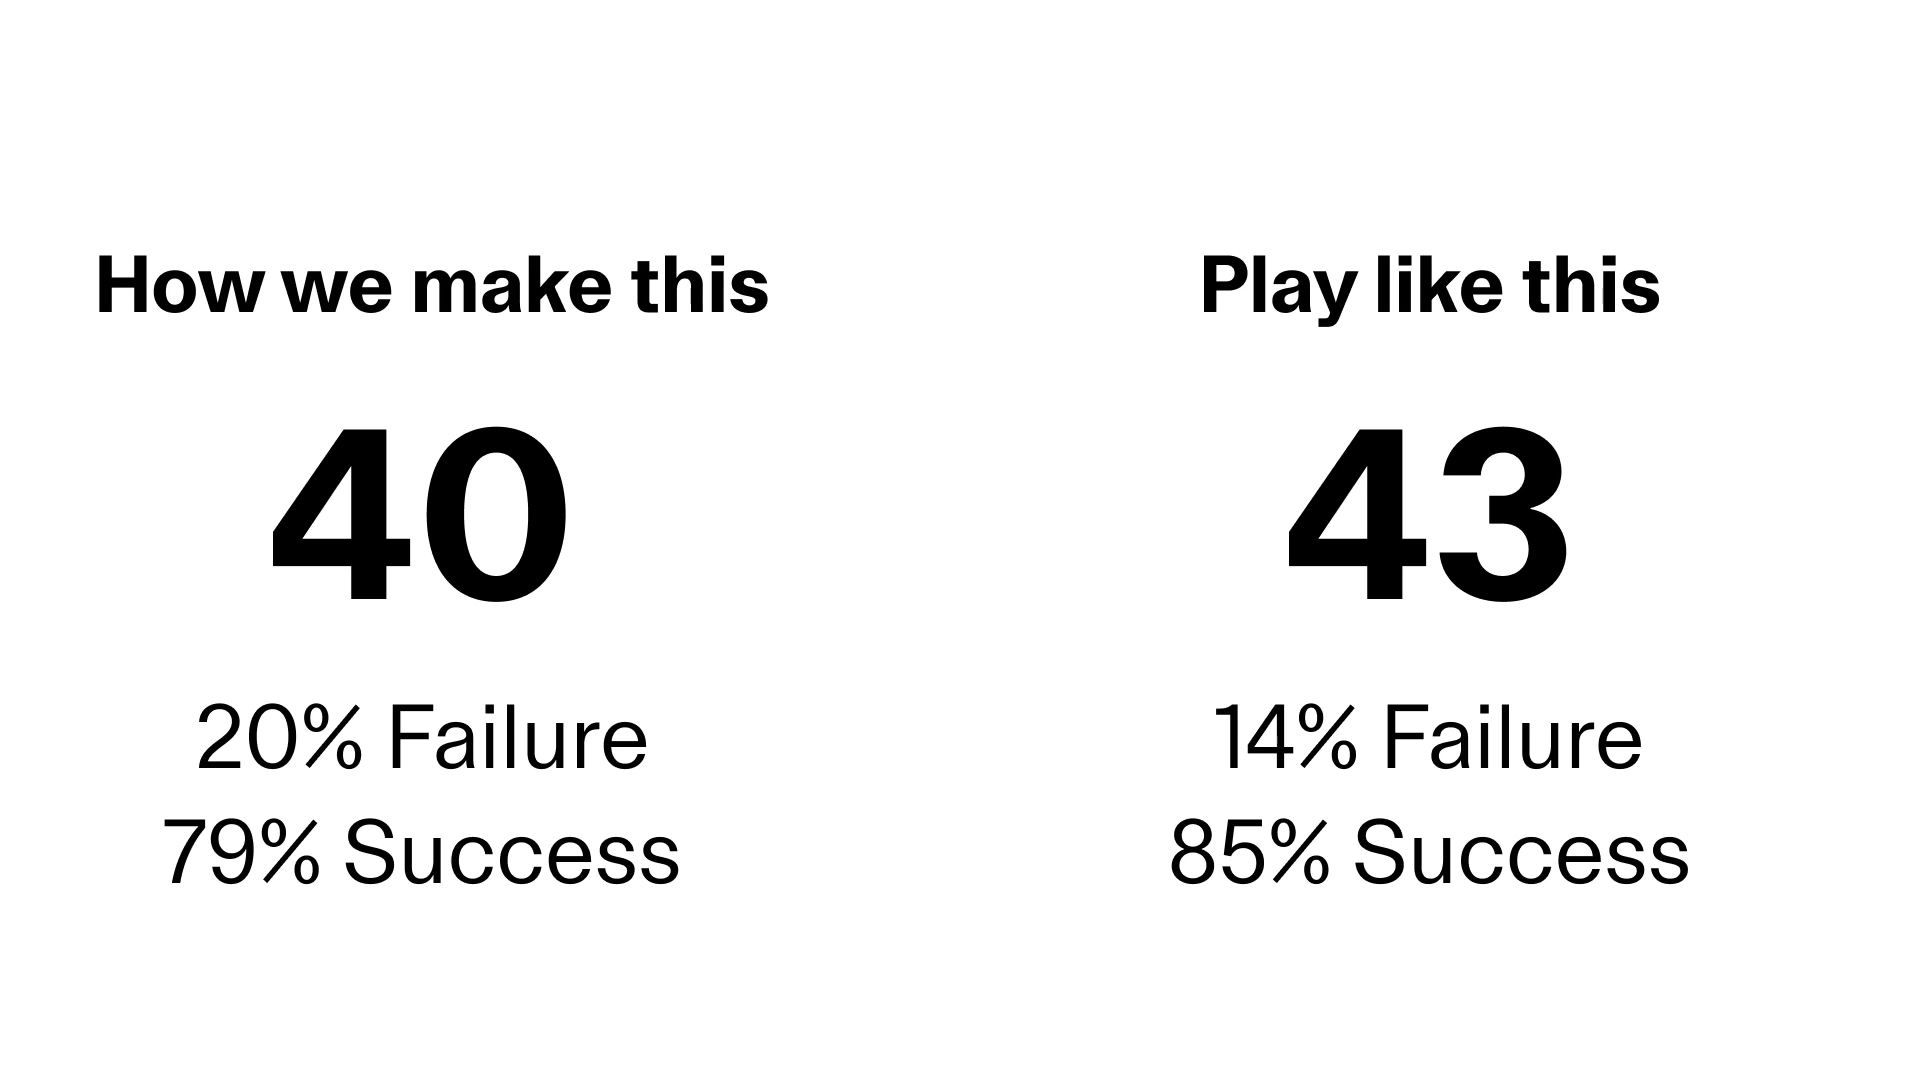 How we make this
40
20% Failure
79% Success
Play like this
43
14% Failure
85% Success